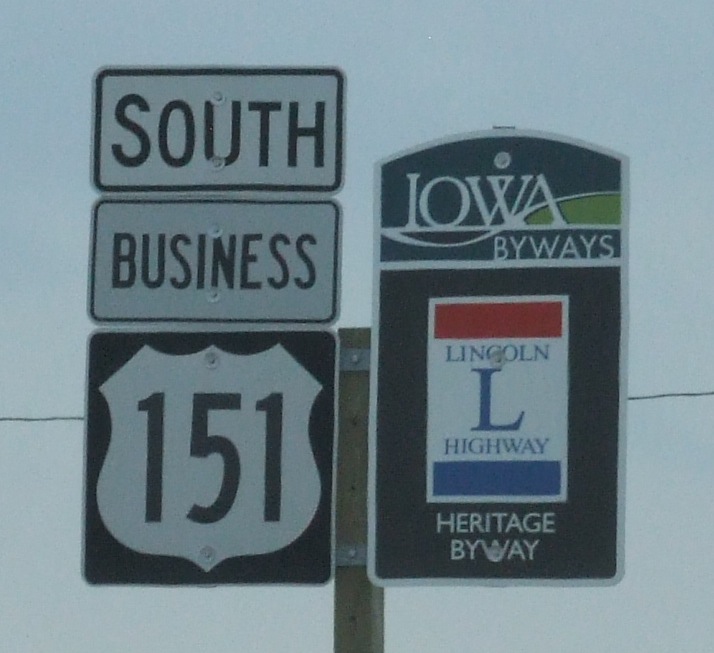 SOUTH
BUSINESS
151
IOWA
BYWAYS
LINCOLN
L
HIGHWAY
HERITAGE
BYWAY